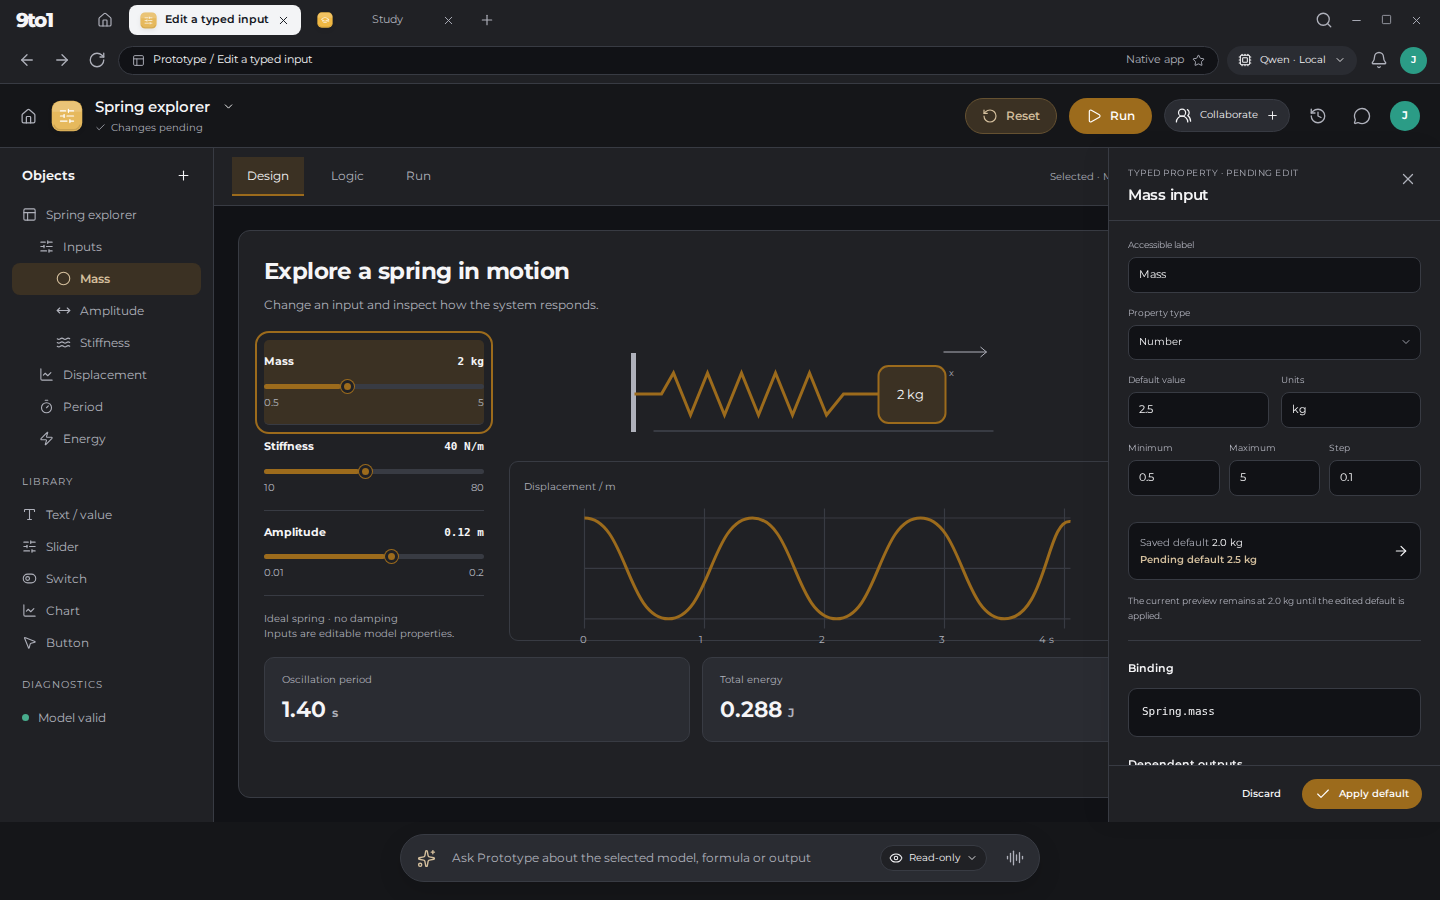 9to1
Edit a typed input
Study
Prototype / Edit a typed input
Native app
Qwen · Local
J
Spring explorer
Changes pending
Reset
Run
Collaborate
J
Objects
Spring explorer
Inputs
Mass
Amplitude
Stiffness
Displacement
Period
Energy
LIBRARY
Text / value
Slider
Switch
Chart
Button
DIAGNOSTICS
Model valid
Design
Logic
Run
Selected · M
Explore a spring in motion
Change an input and inspect how the system responds.
Mass 2 kg
0.5 5
Stiffness 40 N/m
10 80
Amplitude 0.12 m
0.01 0.2
Ideal spring · no damping
Inputs are editable model properties.
x
2 kg
Displacement / m
0 1 2 3 4 s
Oscillation period
1.40 s
Total energy
0.288 J
TYPED PROPERTY · PENDING EDIT
Mass input
Accessible label
Mass
Property type
Number
Default value Units
2.5 kg
Minimum Maximum Step
0.5 5 0.1
Saved default 2.0 kg
Pending default 2.5 kg
The current preview remains at 2.0 kg until the edited default is
applied.
Binding
Spring.mass
Dependent outputs
Discard
Apply default
Ask Prototype about the selected model, formula or output
Read-only